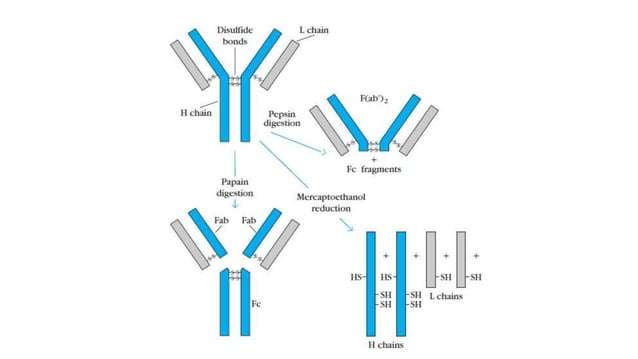 Disulfide
bonds
L chain
H chain
S S
S S
S-S
S-S
Pepsin
digestion
F(ab')2
S S
S S
S-S
S-S
+
Fc fragments
Papain
digestion
Mercaptoethanol
reduction
Fab
Fab
S S
S S
S-S
S-S
Fc
+
+
+
+
HS
HS
SH
SH
SH
SH
SH
SH
L chains
H chains